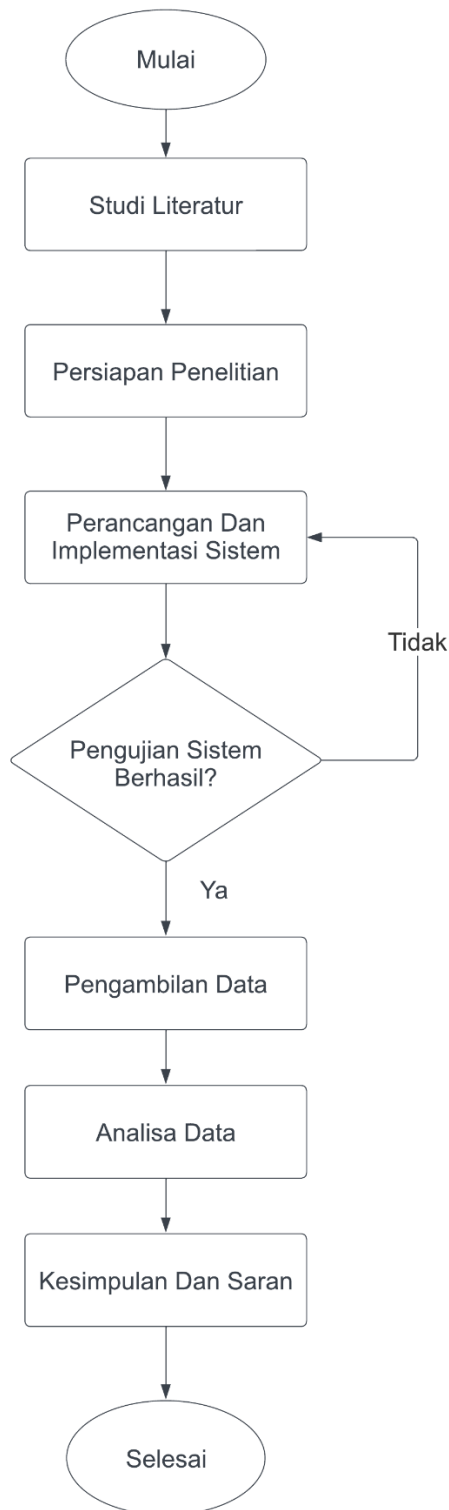 Mulai
Studi Literatur
Persiapan Penelitian
Perancangan Dan
Implementasi Sistem
Tidak
Pengujian Sistem
Berhasil?
Ya
Pengambilan Data
Analisa Data
Kesimpulan Dan Saran
Selesai